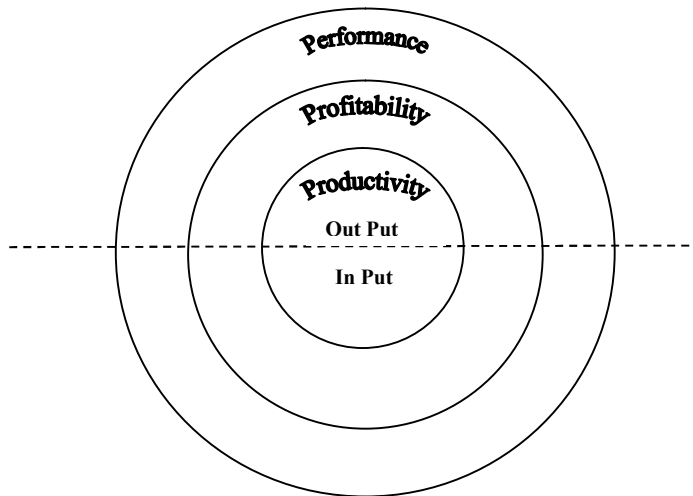 Performance
Profitability
Productivity
Out Put
In Put